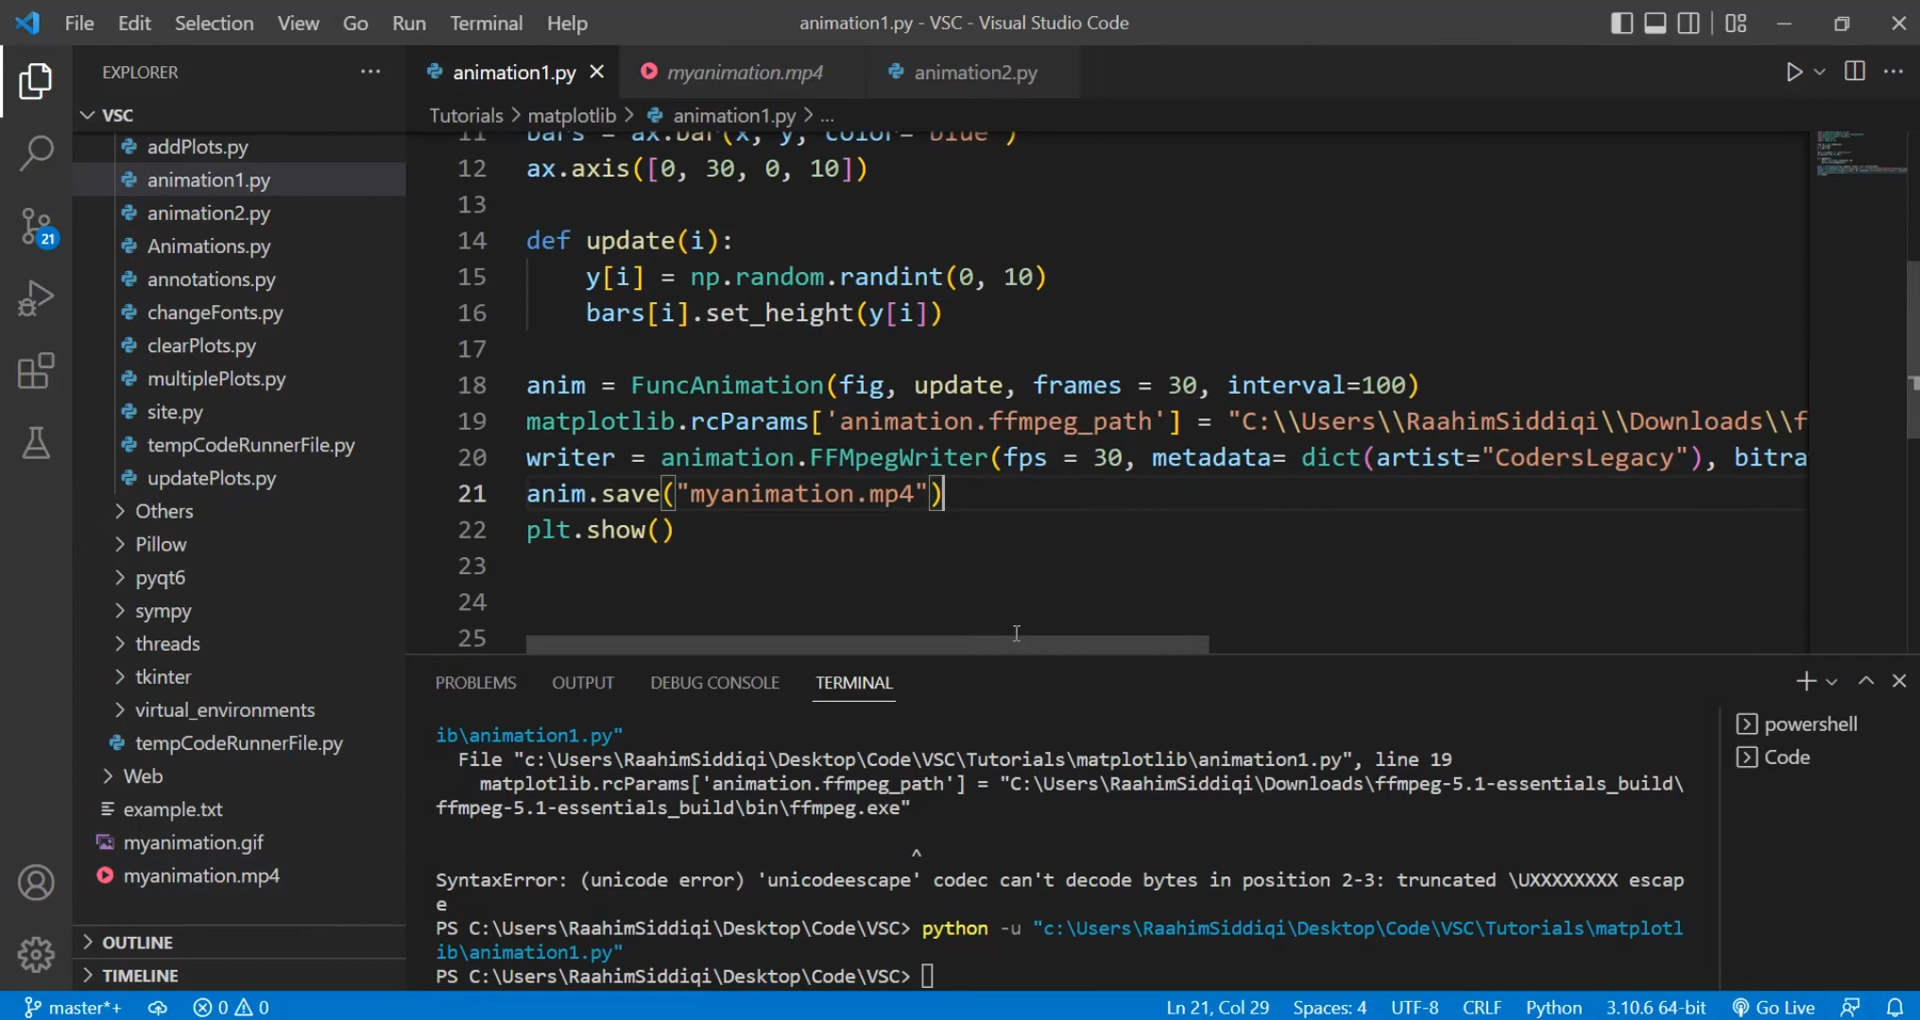 File Edit Selection View Go Run Terminal Help animation1.py - VSC - Visual Studio Code
EXPLORER
VSC
addPlots.py
animation1.py
animation2.py
Animations.py
annotations.py
changeFonts.py
clearPlots.py
multiplePlots.py
site.py
tempCodeRunnerFile.py
updatePlots.py
Others
Pillow
pyqt6
sympy
threads
tkinter
virtual_environments
tempCodeRunnerFile.py
Web
example.txt
myanimation.gif
myanimation.mp4
OUTLINE
TIMELINE
21
animation1.py myanimation.mp4 animation2.py
Tutorials > matplotlib > animation1.py > ...
11 bars = ax.bar(x, y, color="blue")
12 ax.axis([0, 30, 0, 10])
13
14 def update(i):
15 y[i] = np.random.randint(0, 10)
16 bars[i].set_height(y[i])
17
18 anim = FuncAnimation(fig, update, frames = 30, interval=100)
19 matplotlib.rcParams['animation.ffmpeg_path'] = "C:\\Users\\RaahimSiddiqi\\Downloads\\f
20 writer = animation.FFMpegWriter(fps = 30, metadata= dict(artist="CodersLegacy"), bitra
21 anim.save("myanimation.mp4")
22 plt.show()
23
24
25
PROBLEMS OUTPUT DEBUG CONSOLE TERMINAL
ib\animation1.py"
File "c:\Users\RaahimSiddiqi\Desktop\Code\VSC\Tutorials\matplotlib\animation1.py", line 19
matplotlib.rcParams['animation.ffmpeg_path'] = "C:\Users\RaahimSiddiqi\Downloads\ffmpeg-5.1-essentials_build\
ffmpeg-5.1-essentials_build\bin\ffmpeg.exe"
^
SyntaxError: (unicode error) 'unicodeescape' codec can't decode bytes in position 2-3: truncated \UXXXXXXXX escap
e
PS C:\Users\RaahimSiddiqi\Desktop\Code\VSC> python -u "c:\Users\RaahimSiddiqi\Desktop\Code\VSC\Tutorials\matplotl
ib\animation1.py"
PS C:\Users\RaahimSiddiqi\Desktop\Code\VSC>
powershell
Code
master*+ 0 0 Ln 21, Col 29 Spaces: 4 UTF-8 CRLF Python 3.10.6 64-bit Go Live